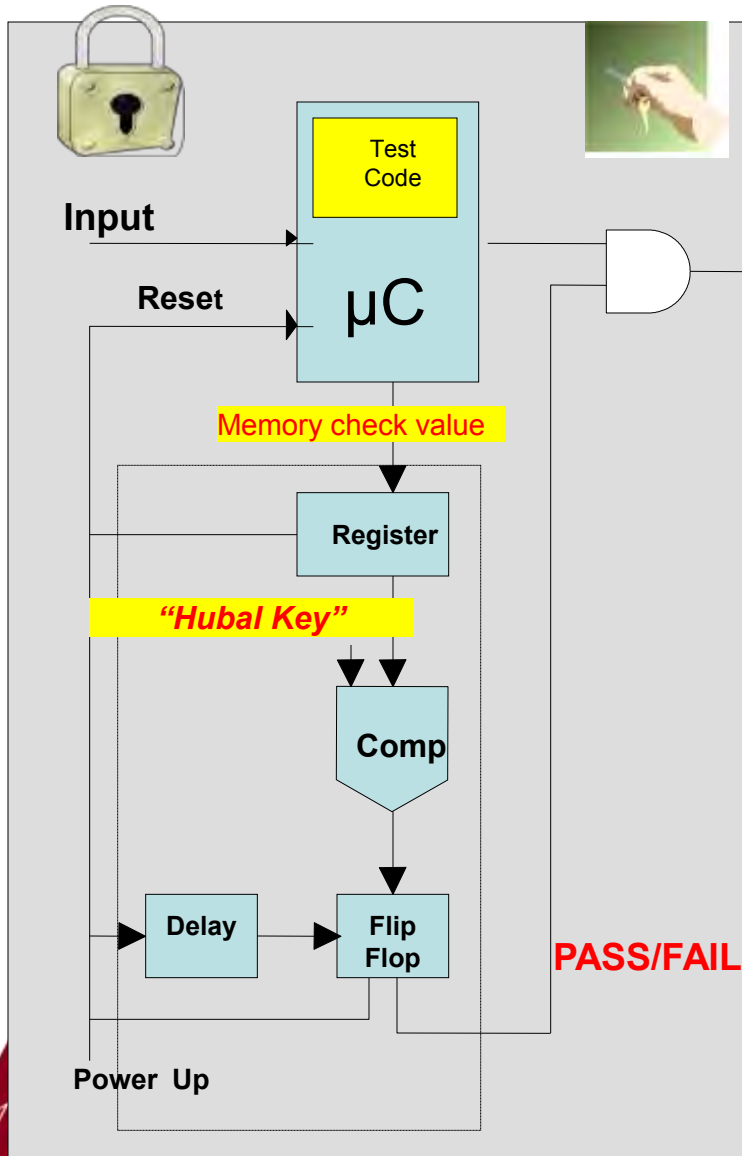 Test
Code
Input
Reset
µC
Memory check value
Register
“Hubal Key”
Comp
Delay
Flip
Flop
PASS/FAIL
Power Up